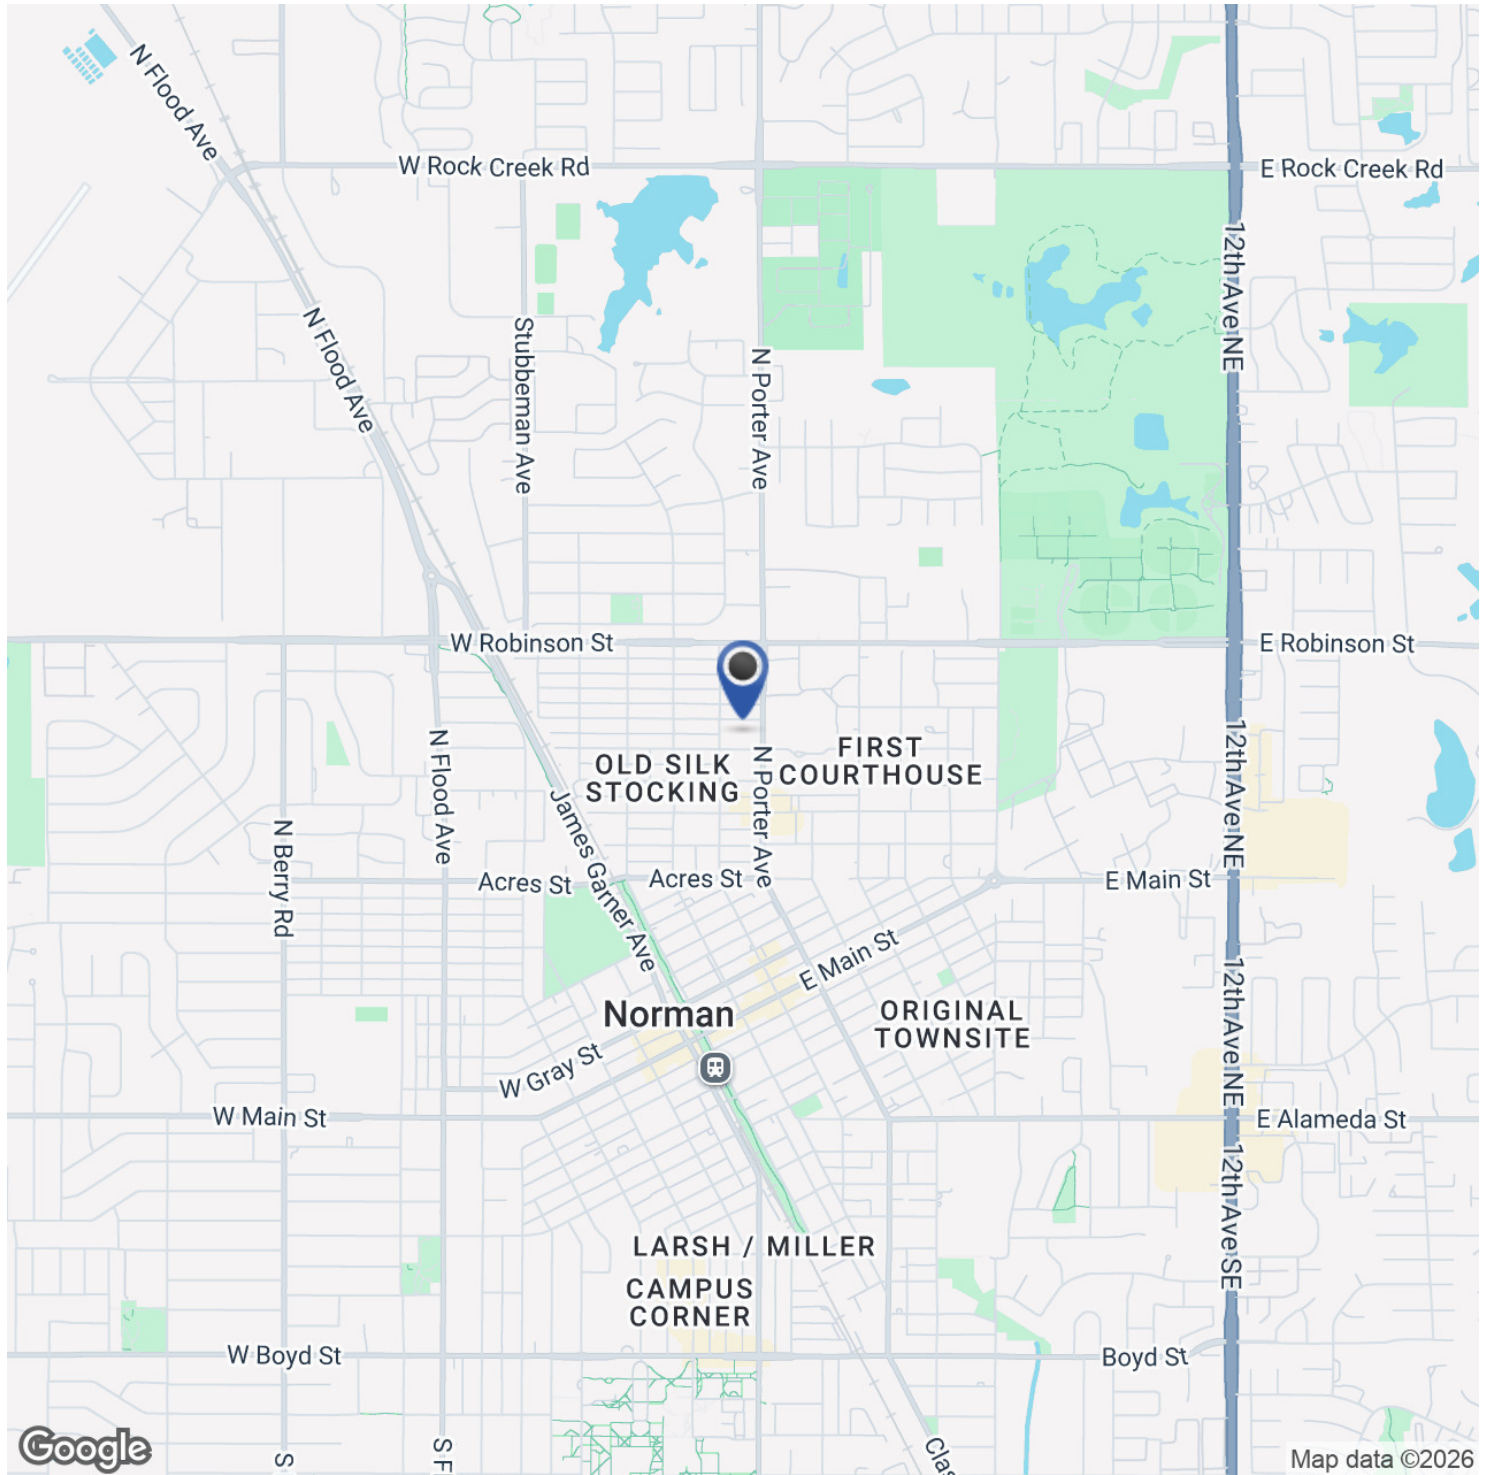 N Flood Ave
W Rock Creek Rd
E Rock Creek Rd
12th Ave NE
N Flood Ave
Stubbeman Ave
N Porter Ave
W Robinson St
E Robinson St
N Flood Ave
OLD SILK
STOCKING
N Porter Ave
FIRST
COURTHOUSE
12th Ave NE
James Garner Ave
N Berry Rd
Acres St
Acres St
E Main St
E Main St
Norman
ORIGINAL
TOWNSITE
12th Ave NE
W Gray St
W Main St
E Alameda St
12th Ave SE
LARSH / MILLER
CAMPUS
CORNER
W Boyd St
Boyd St
S
S F
Clas
Google
Map data ©2026